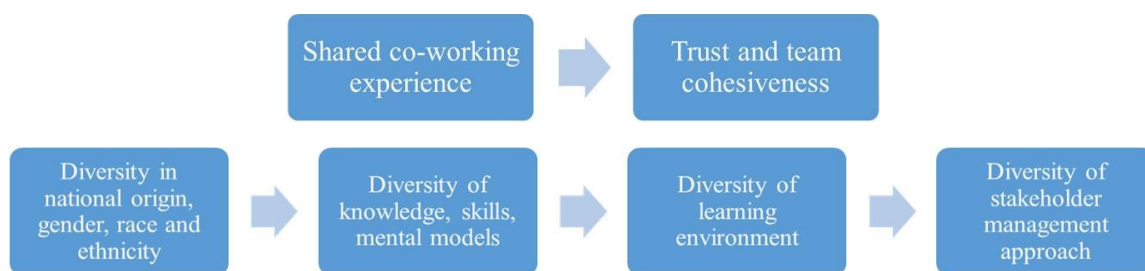 Shared co-working
experience
Trust and team
cohesiveness
Diversity in
national origin,
gender, race and
ethnicity
Diversity of
knowledge, skills,
mental models
Diversity of
learning
environment
Diversity of
stakeholder
management
approach